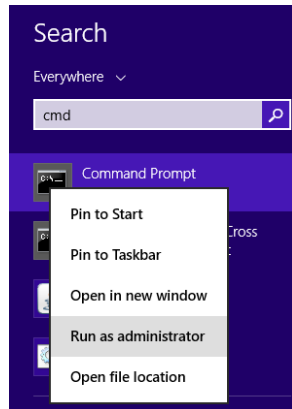 Search
Everywhere
cmd
Command Prompt
Pin to Start
Cross
Pin to Taskbar
Open in new window
Run as administrator
Open file location